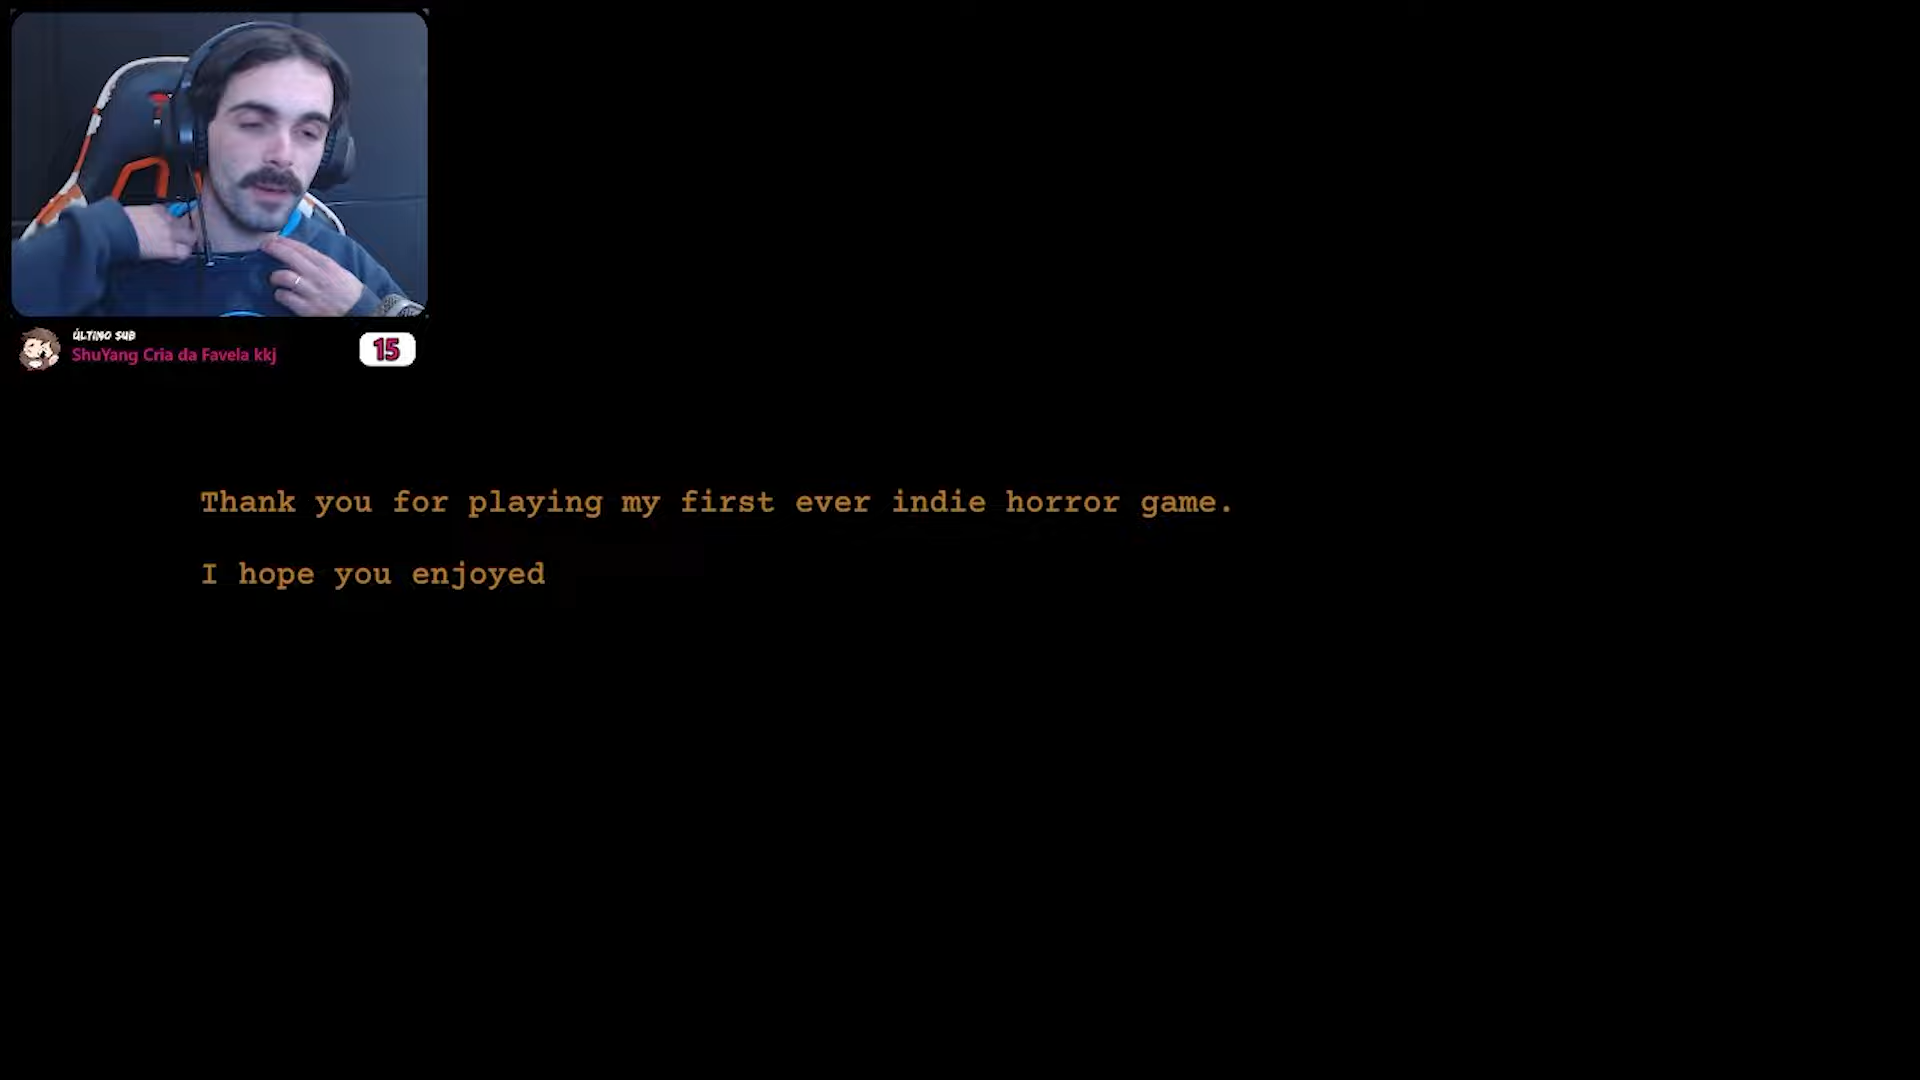 ÚLTIMO SUB
ShuYang Cria da Favela kkj
15
Thank you for playing my first ever indie horror game.
I hope you enjoyed